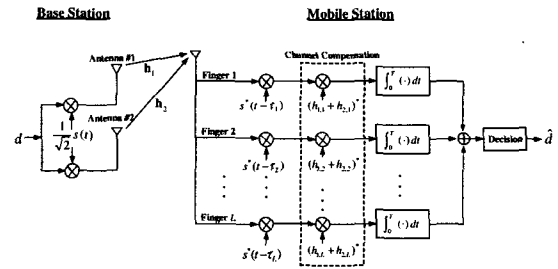 Base Station
Mobile Station
Antenna #1
h₁
Antenna #2
h₂
d
1/√2 s(t)
Channel Compensation
Finger 1
s*(t-τ₁)
(h₁,₁ + h₂,₁)*
∫₀ᵀ (·) dt
Finger 2
s*(t-τ₂)
(h₁,₂ + h₂,₂)*
∫₀ᵀ (·) dt
Finger L
s*(t-τ_L)
(h₁,L + h₂,L)*
∫₀ᵀ (·) dt
Decision
d̂